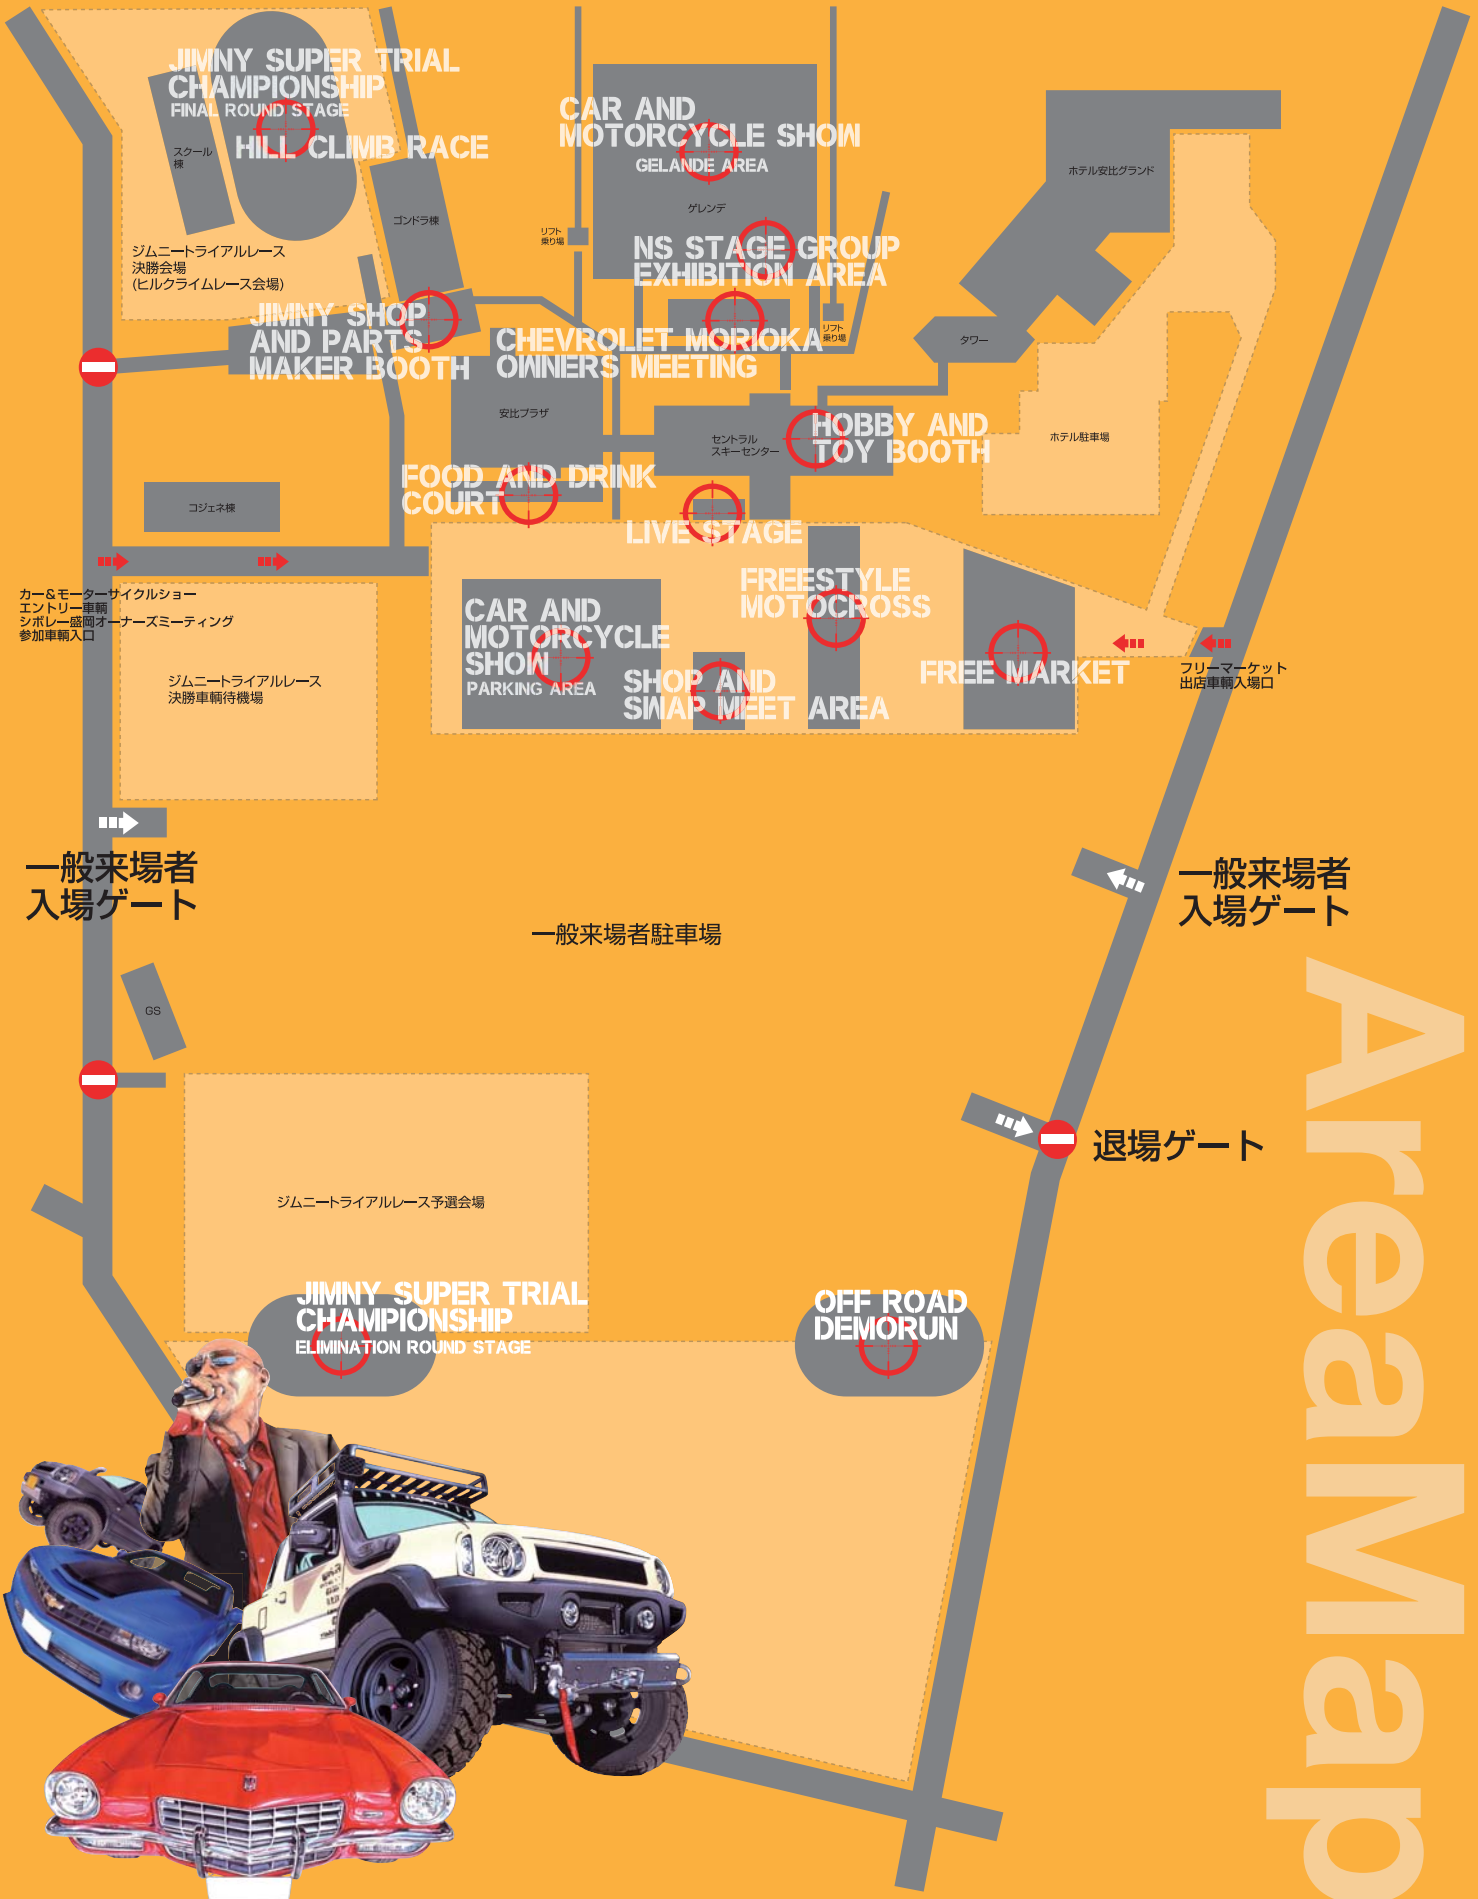 JIMNY SUPER TRIAL
CHAMPIONSHIP
FINAL ROUND STAGE
HILL CLIMB RACE
スクール
棟
ゴンドラ棟
ジムニートライアルレース
決勝会場
(ヒルクライムレース会場)
CAR AND
MOTORCYCLE SHOW
GELANDE AREA
ゲレンデ
リフト
乗り場
NS STAGE GROUP
EXHIBITION AREA
ホテル安比グランド
JIMNY SHOP
AND PARTS
MAKER BOOTH
CHEVROLET MORIOKA
OWNERS MEETING
リフト
乗り場
タワー
安比プラザ
セントラル
スキーセンター
HOBBY AND
TOY BOOTH
ホテル駐車場
FOOD AND DRINK
COURT
コジェネ棟
LIVE STAGE
カー＆モーターサイクルショー
エントリー車輌
シボレー盛岡オーナーズミーティング
参加車輌入口
CAR AND
MOTORCYCLE
SHOW
PARKING AREA
FREESTYLE
MOTOCROSS
SHOP AND
SWAP MEET AREA
FREE MARKET
フリーマーケット
出店車輌入場口
ジムニートライアルレース
決勝車輌待機場
一般来場者
入場ゲート
一般来場者
入場ゲート
一般来場者駐車場
GS
退場ゲート
ジムニートライアルレース予選会場
JIMNY SUPER TRIAL
CHAMPIONSHIP
ELIMINATION ROUND STAGE
OFF ROAD
DEMORUN
AreaMap